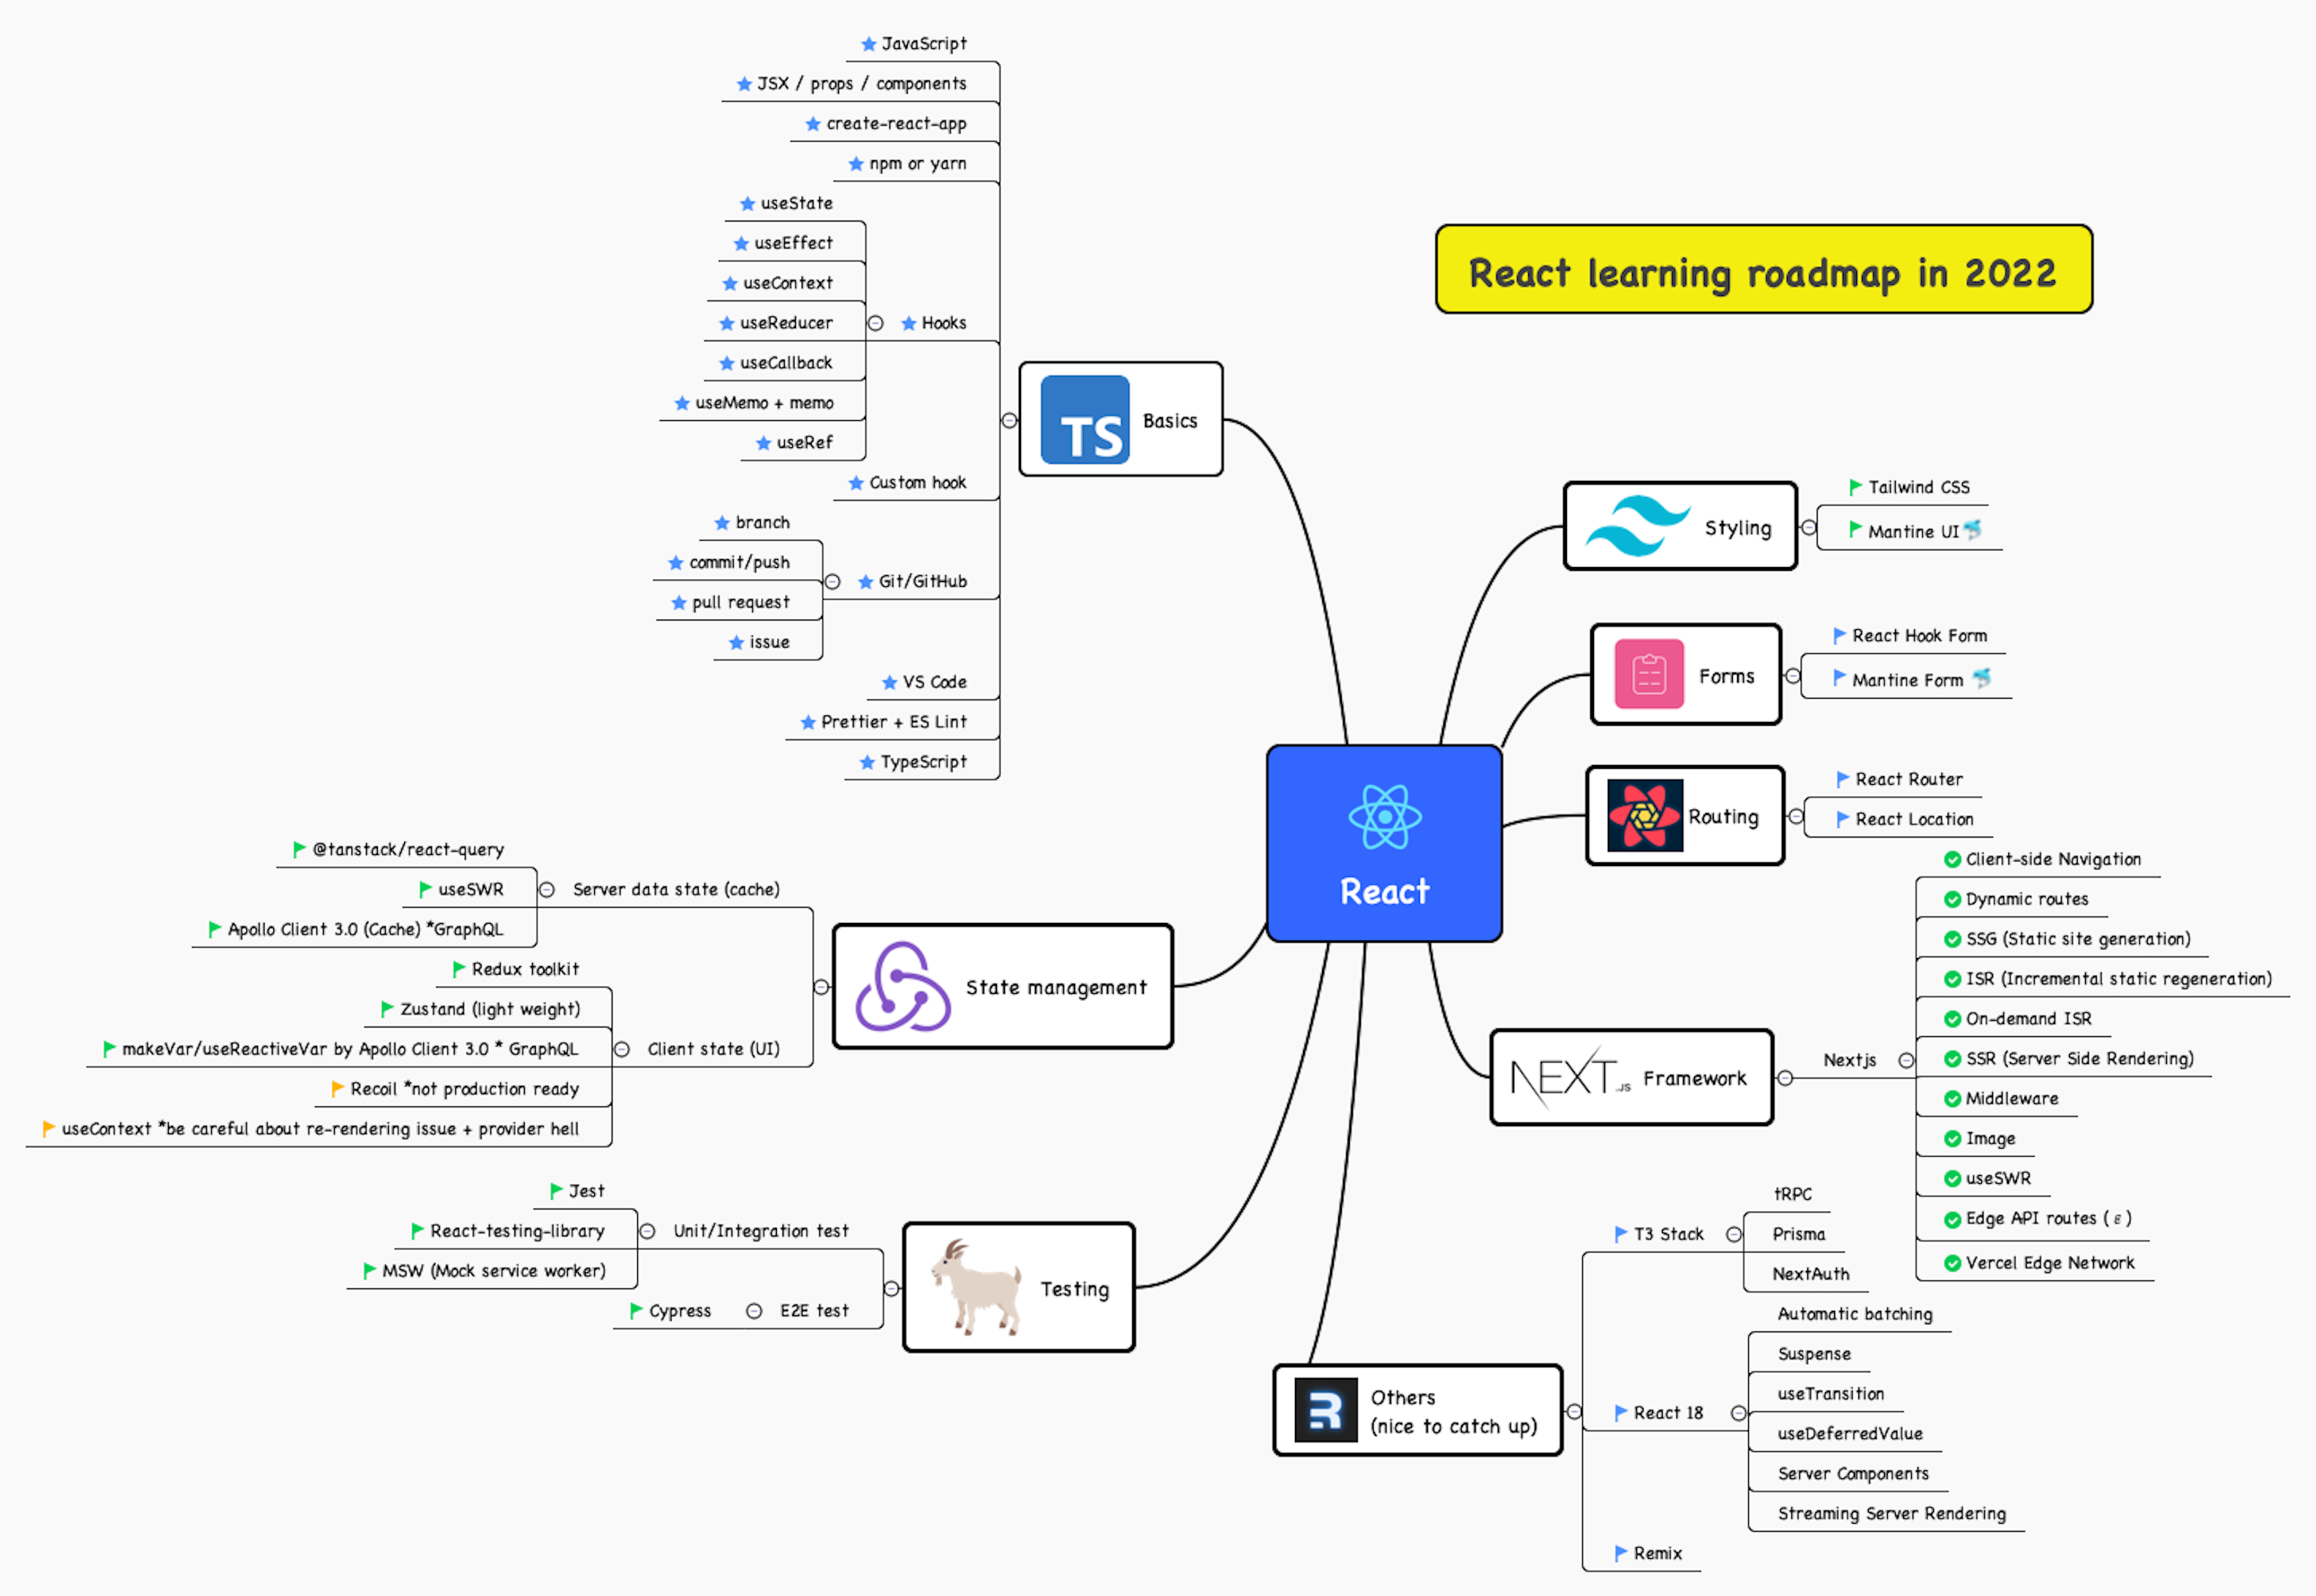 React learning roadmap in 2022
JavaScript
JSX / props / components
create-react-app
npm or yarn
useState
useEffect
useContext
useReducer
Hooks
useCallback
useMemo + memo
useRef
Custom hook
branch
commit/push
Git/GitHub
pull request
issue
VS Code
Prettier + ES Lint
TypeScript
TS
Basics
@tanstack/react-query
useSWR
Server data state (cache)
Apollo Client 3.0 (Cache) *GraphQL
Redux toolkit
Zustand (light weight)
makeVar/useReactiveVar by Apollo Client 3.0 * GraphQL
Client state (UI)
Recoil *not production ready
useContext *be careful about re-rendering issue + provider hell
State management
Jest
React-testing-library
Unit/Integration test
MSW (Mock service worker)
Cypress
E2E test
Testing
React
Styling
Tailwind CSS
Mantine UI
Forms
React Hook Form
Mantine Form
Routing
React Router
React Location
NEXT.JS
Framework
Nextjs
Client-side Navigation
Dynamic routes
SSG (Static site generation)
ISR (Incremental static regeneration)
On-demand ISR
SSR (Server Side Rendering)
Middleware
Image
useSWR
Edge API routes ( ε )
Vercel Edge Network
R
Others
(nice to catch up)
T3 Stack
tRPC
Prisma
NextAuth
React 18
Automatic batching
Suspense
useTransition
useDeferredValue
Server Components
Streaming Server Rendering
Remix